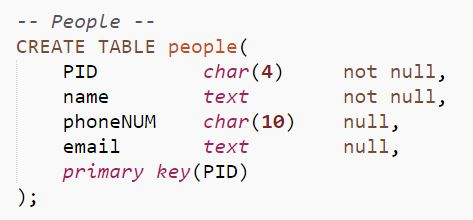 -- People --
CREATE TABLE people(
    PID         char(4)     not null,
    name        text        not null,
    phoneNUM    char(10)    null,
    email       text        null,
    primary key(PID)
);